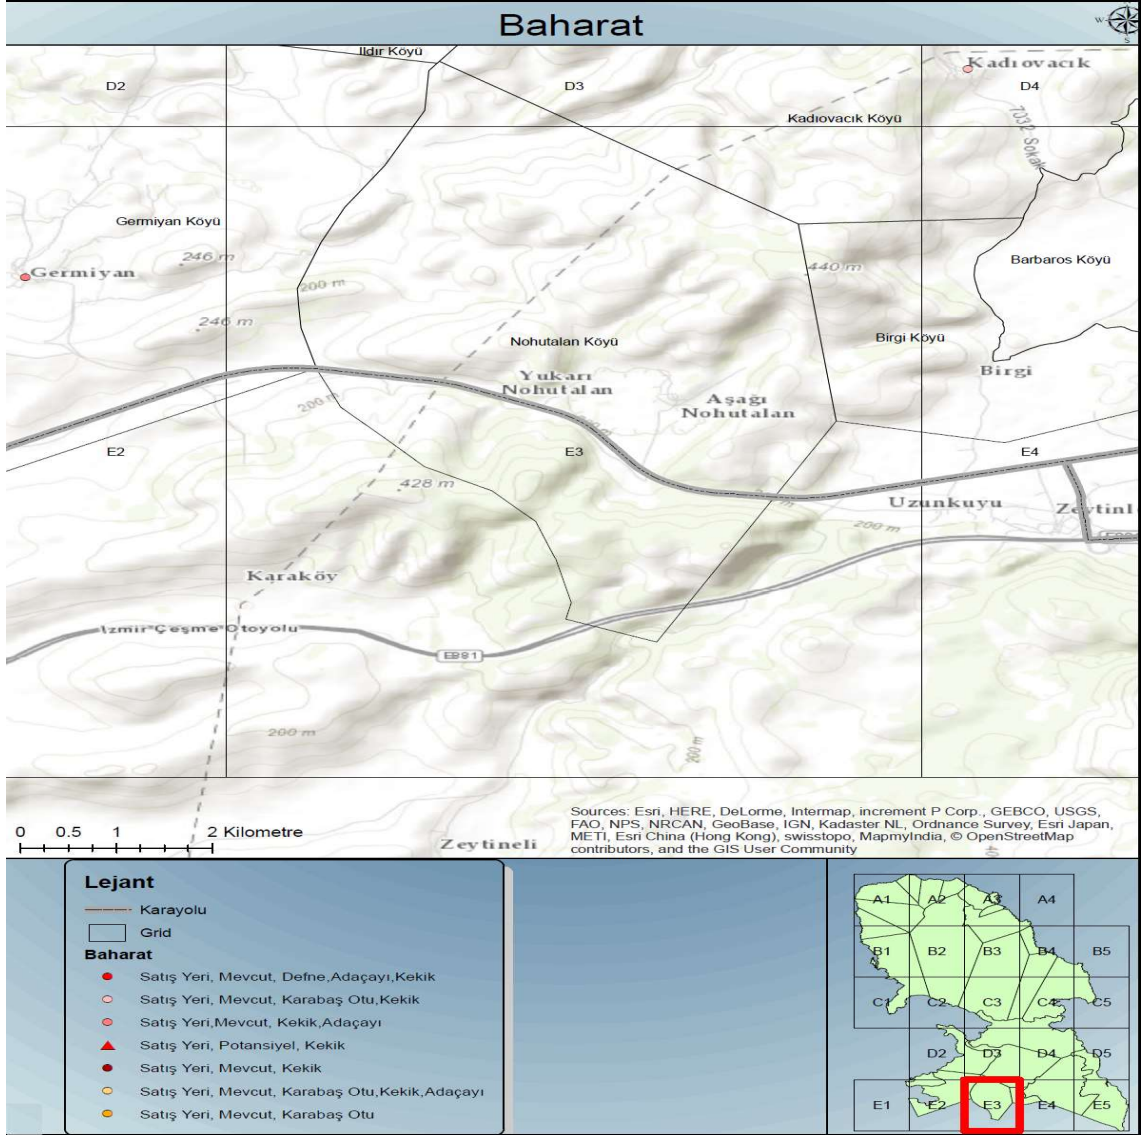 Baharat
W
S
Ildır Köyü
Kadıovacık
D2
D3
D4
Kadıovacık Köyü
7032 Sokak
Germiyan Köyü
246 m
Barbaros Köyü
440 m
Germiyan
200 m
246 m
Nohutalan Köyü
Birgi Köyü
Yukarı
Nohutalan
Birgi
Aşağı
Nohutalan
200 m
E2
E3
E4
428 m
Uzunkuyu
Zeytinl
200 m
Karaköy
İzmir Çeşme Otoyolu
E881
200 m
200 m
0 0.5 1 2 Kilometre
Zeytineli
Sources: Esri, HERE, DeLorme, Intermap, increment P Corp., GEBCO, USGS,
FAO, NPS, NRCAN, GeoBase, IGN, Kadaster NL, Ordnance Survey, Esri Japan,
METI, Esri China (Hong Kong), swisstopo, MapmyIndia, © OpenStreetMap
contributors, and the GIS User Community
Lejant
Karayolu
Grid
Baharat
Satış Yeri, Mevcut, Defne,Adaçayı,Kekik
Satış Yeri, Mevcut, Karabaş Otu,Kekik
Satış Yeri,Mevcut, Kekik,Adaçayı
Satış Yeri, Potansiyel, Kekik
Satış Yeri, Mevcut, Kekik
Satış Yeri, Mevcut, Karabaş Otu,Kekik,Adaçayı
Satış Yeri, Mevcut, Karabaş Otu
A1 A2 A3 A4
B1 B2 B3 B4 B5
C1 C2 C3 C4 C5
D2 D3 D4 D5
E1 E2 E3 E4 E5